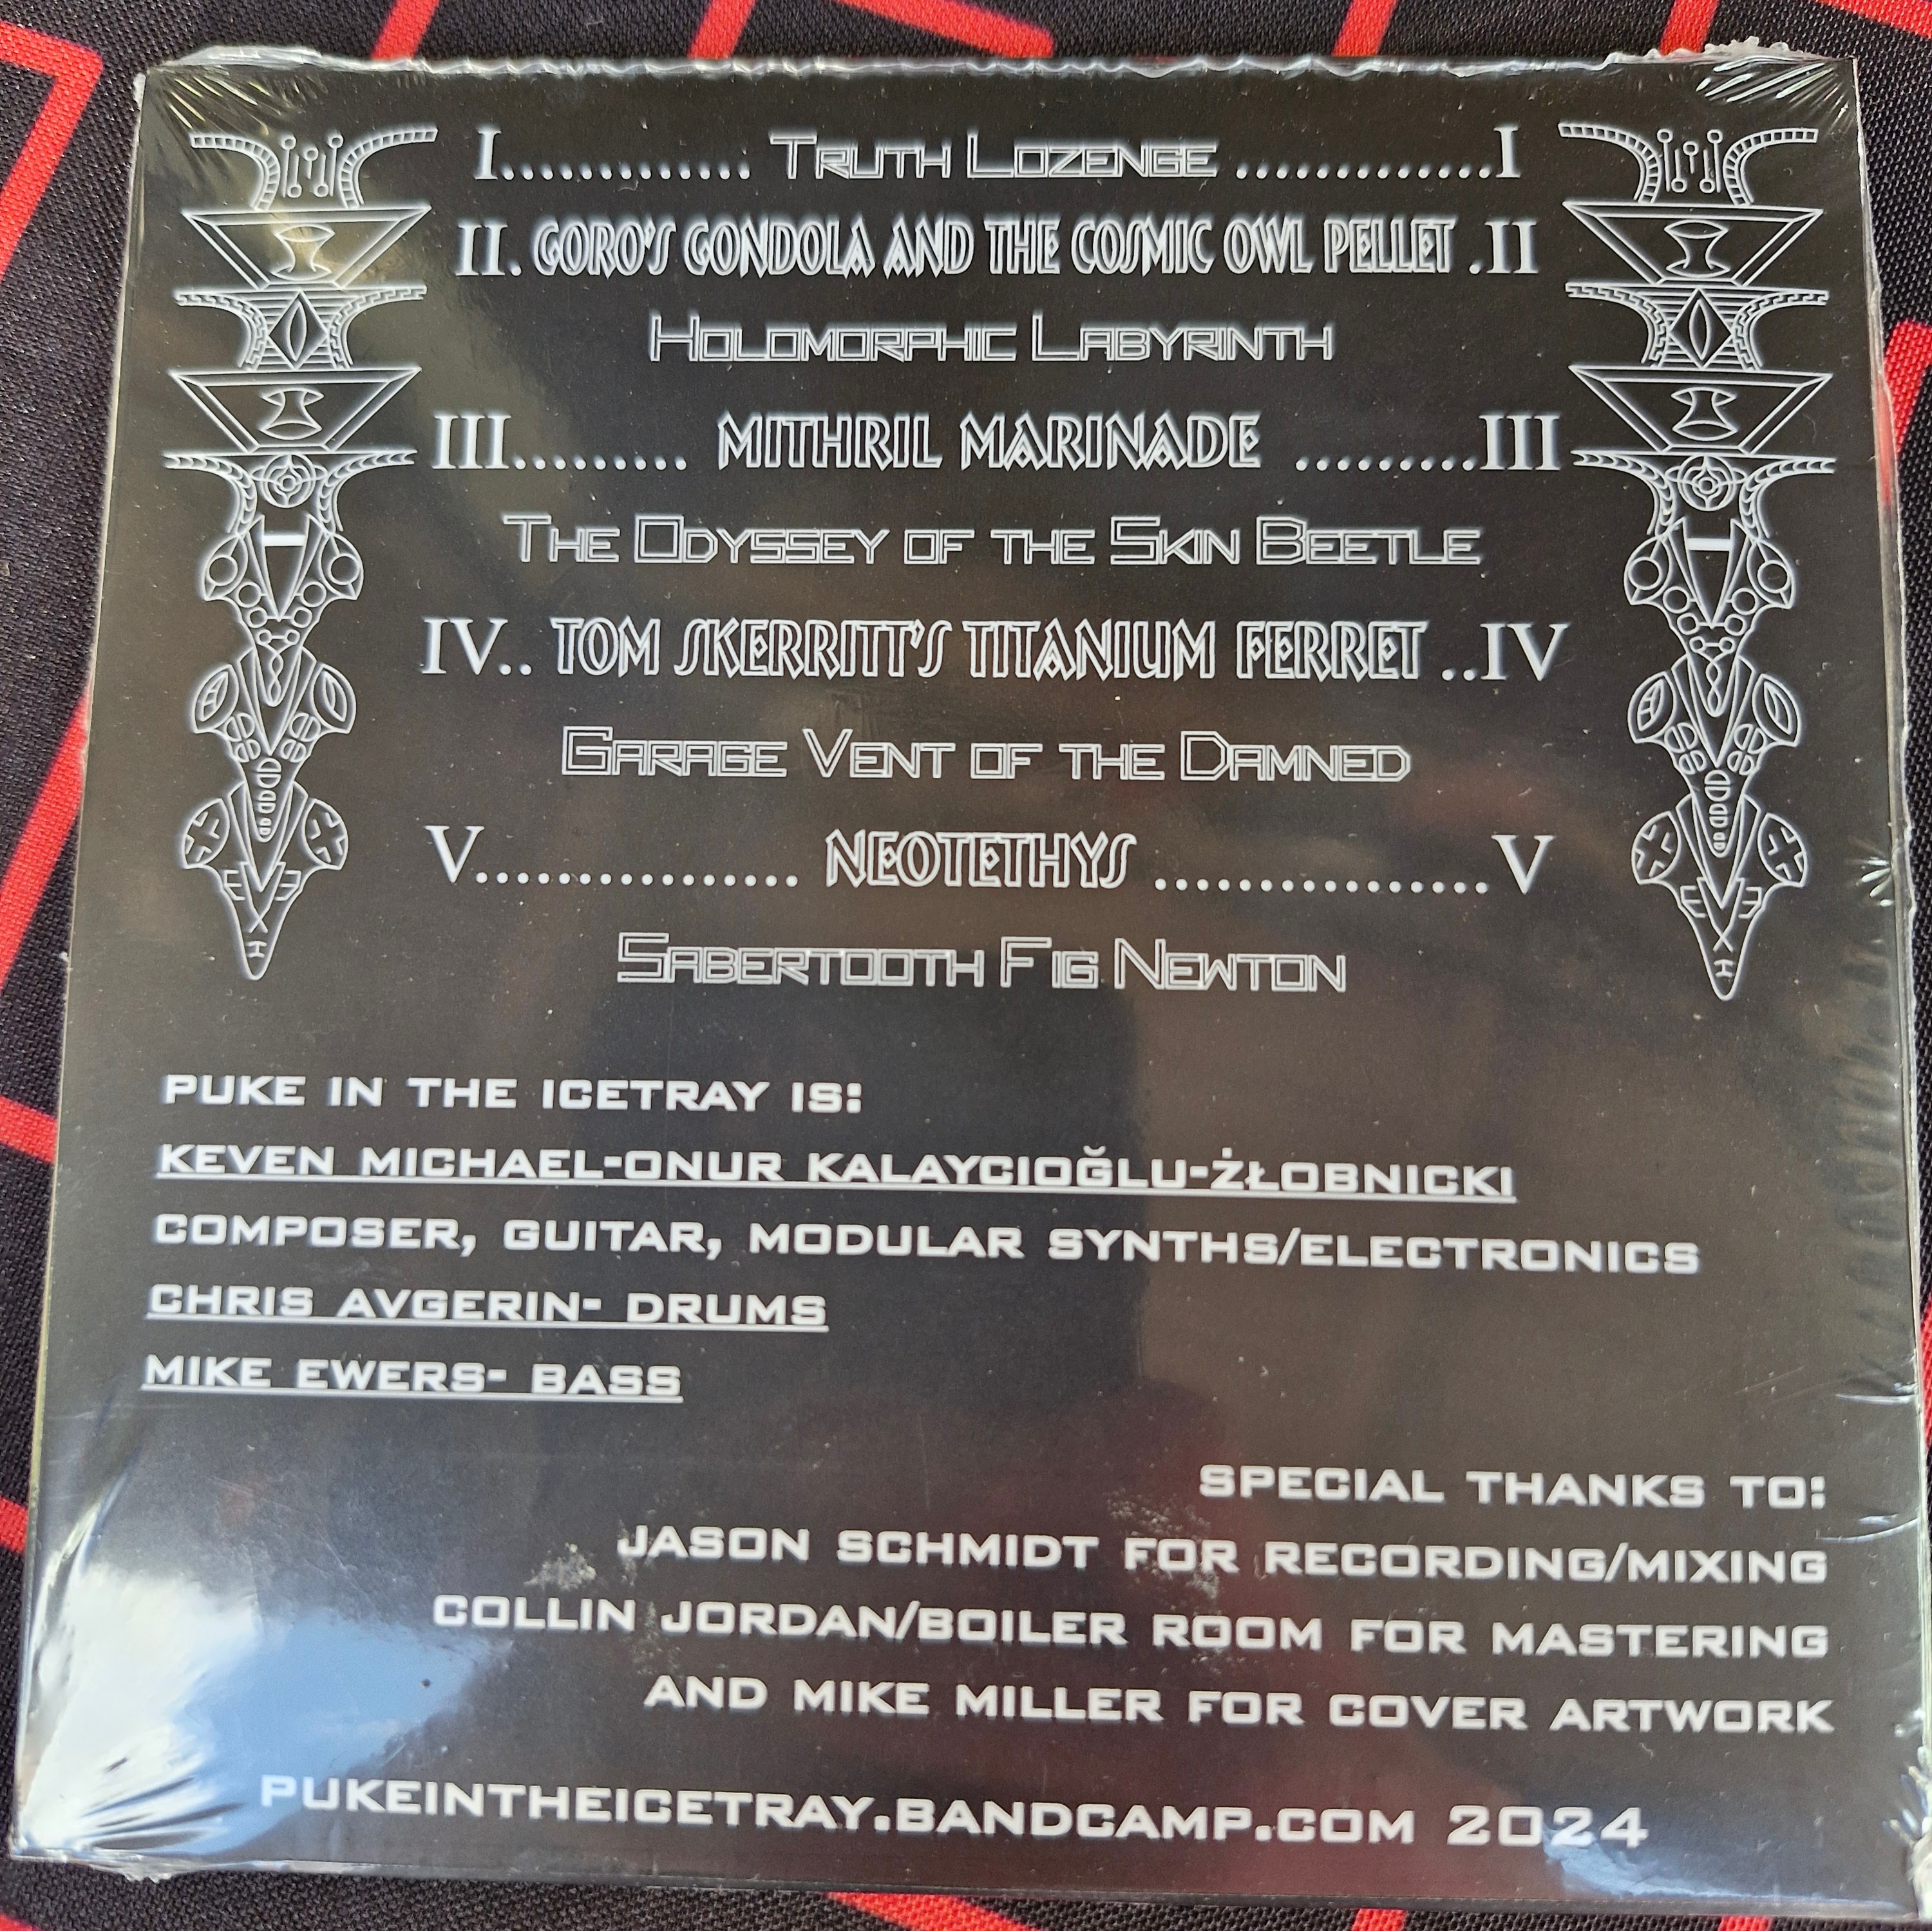 I............. Truth Lozenge .............I
II. GORO'S GONDOLA AND THE COSMIC OWL PELLET .II
Holomorphic Labyrinth
III......... MITHRIL MARINADE .........III
The Odyssey of the Skin Beetle
IV.. TOM SKERRITT'S TITANIUM FERRET ..IV
Garage Vent of the Damned
V................ NEOTETHYS ................V
Sabertooth Fig Newton
PUKE IN THE ICETRAY IS:
KEVEN MICHAEL-ONUR KALAYCIOĞLU-ŻŁOBNICKI
COMPOSER, GUITAR, MODULAR SYNTHS/ELECTRONICS
CHRIS AVGERIN- DRUMS
MIKE EWERS- BASS
SPECIAL THANKS TO:
JASON SCHMIDT FOR RECORDING/MIXING
COLLIN JORDAN/BOILER ROOM FOR MASTERING
AND MIKE MILLER FOR COVER ARTWORK
PUKEINTHEICETRAY.BANDCAMP.COM 2024